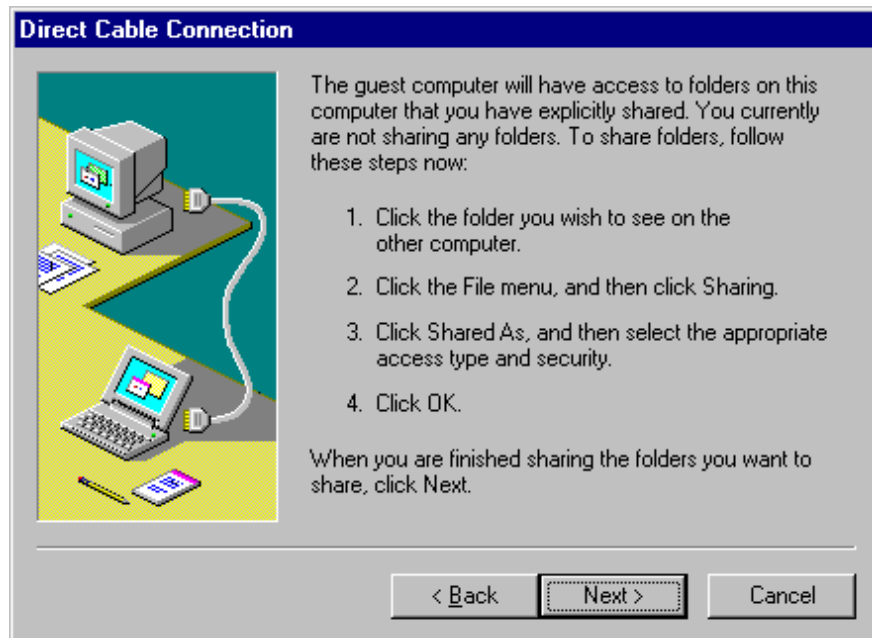 Direct Cable Connection
The guest computer will have access to folders on this
computer that you have explicitly shared. You currently
are not sharing any folders. To share folders, follow
these steps now:
1. Click the folder you wish to see on the
other computer.
2. Click the File menu, and then click Sharing.
3. Click Shared As, and then select the appropriate
access type and security.
4. Click OK.
When you are finished sharing the folders you want to
share, click Next.
< Back
Next >
Cancel